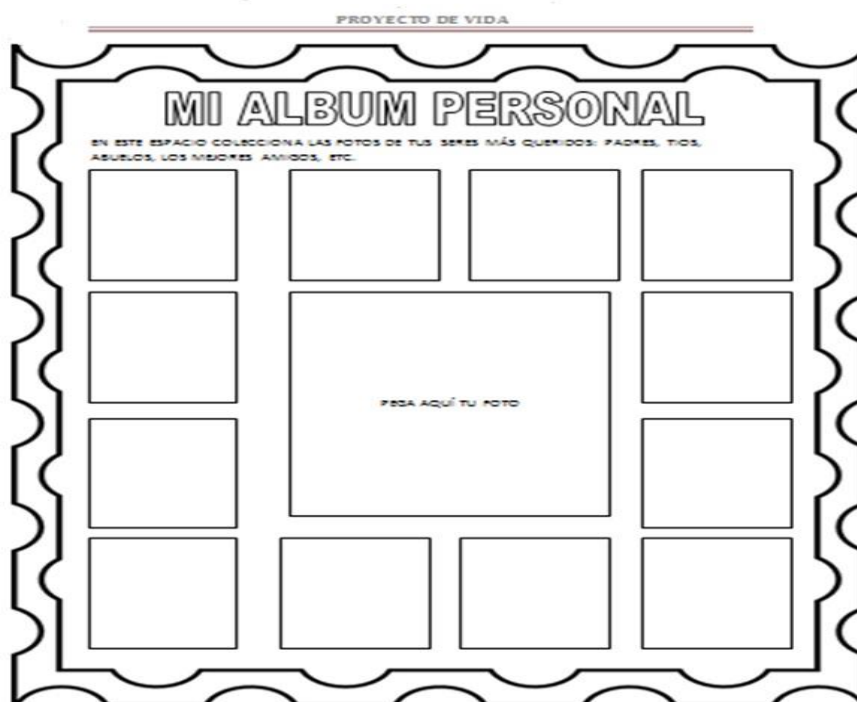 PROYECTO DE VIDA
MI ALBUM PERSONAL
EN ESTE ESPACIO COLECCIONA LAS FOTOS DE TUS SERES MÁS QUERIDOS: PADRES, TIOS,
ABUELOS, LOS MEJORES AMIGOS, ETC.
PEGA AQUÍ TU FOTO